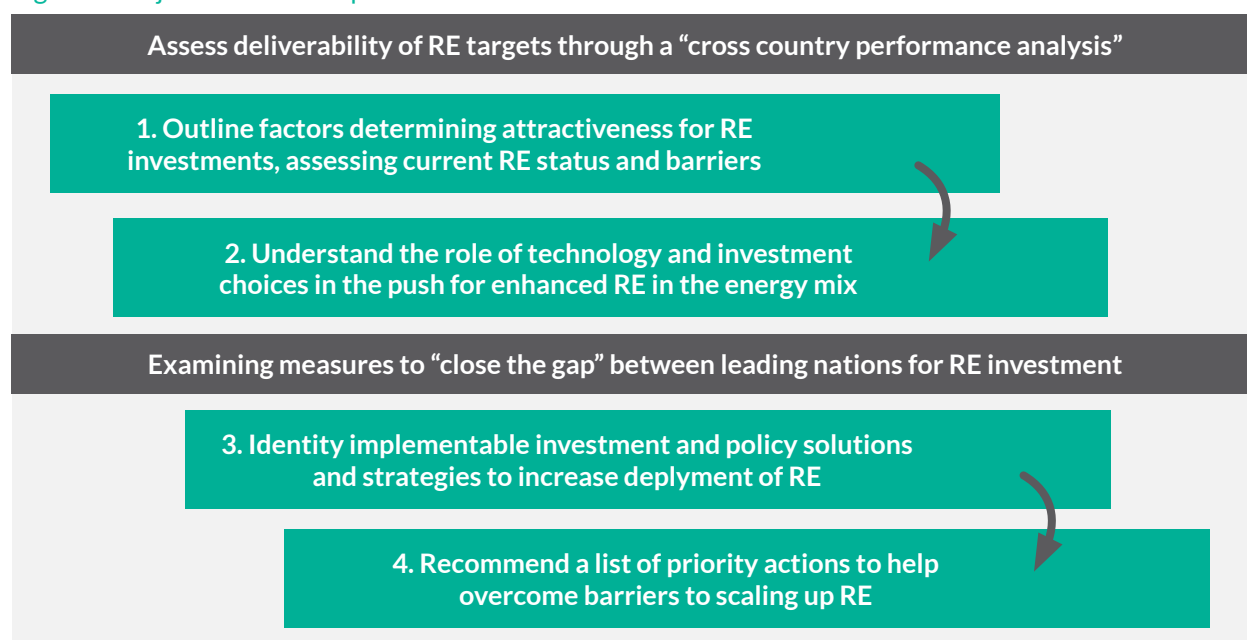 Assess deliverability of RE targets through a “cross country performance analysis”
1. Outline factors determining attractiveness for RE
investments, assessing current RE status and barriers
2. Understand the role of technology and investment
choices in the push for enhanced RE in the energy mix
Examining measures to “close the gap” between leading nations for RE investment
3. Identity implementable investment and policy solutions
and strategies to increase deplyment of RE
4. Recommend a list of priority actions to help
overcome barriers to scaling up RE